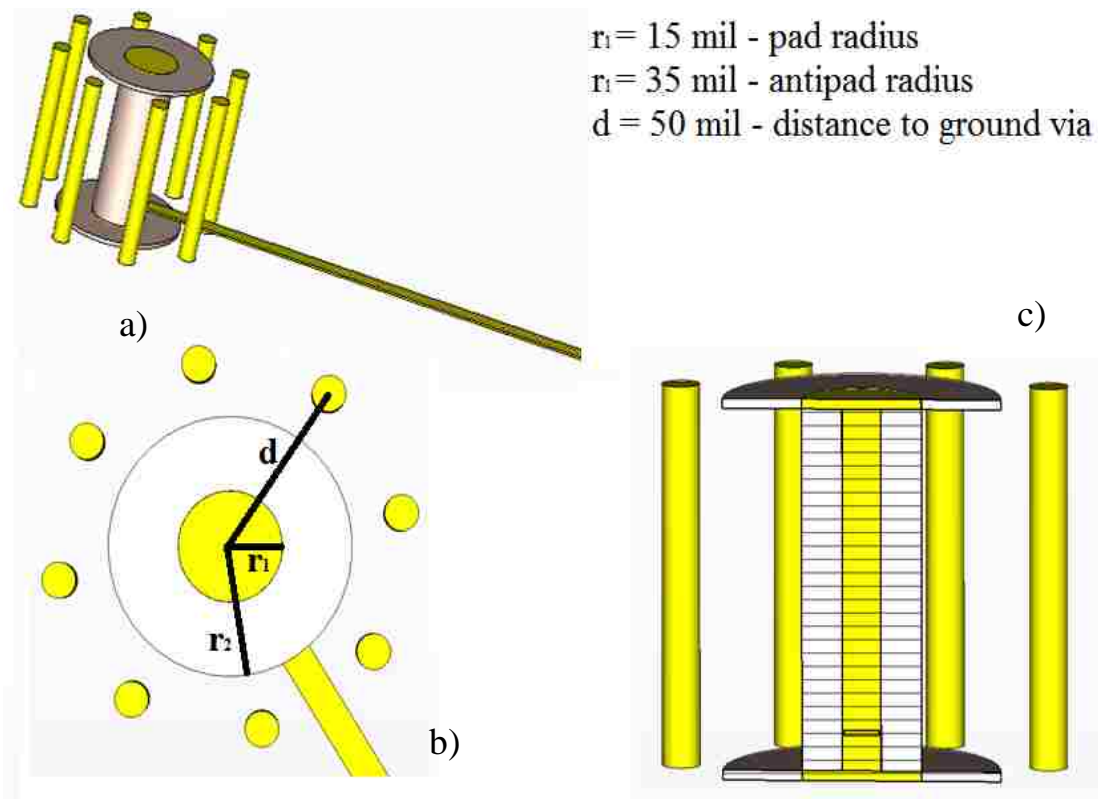 r₁ = 15 mil - pad radius
r₁ = 35 mil - antipad radius
d = 50 mil - distance to ground via
a)
c)
d
r₁
r₂
b)